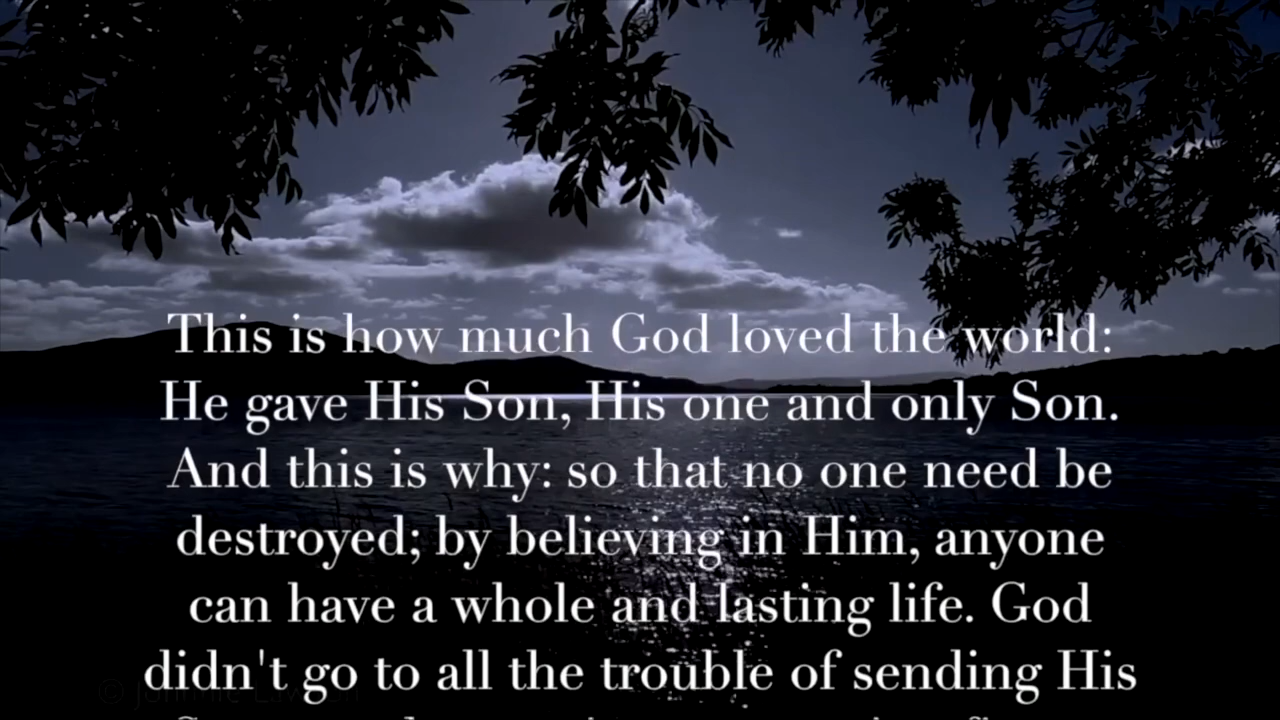 This is how much God loved the world:
He gave His Son, His one and only Son.
And this is why: so that no one need be
destroyed; by believing in Him, anyone
can have a whole and lasting life. God
didn't go to all the trouble of sending His